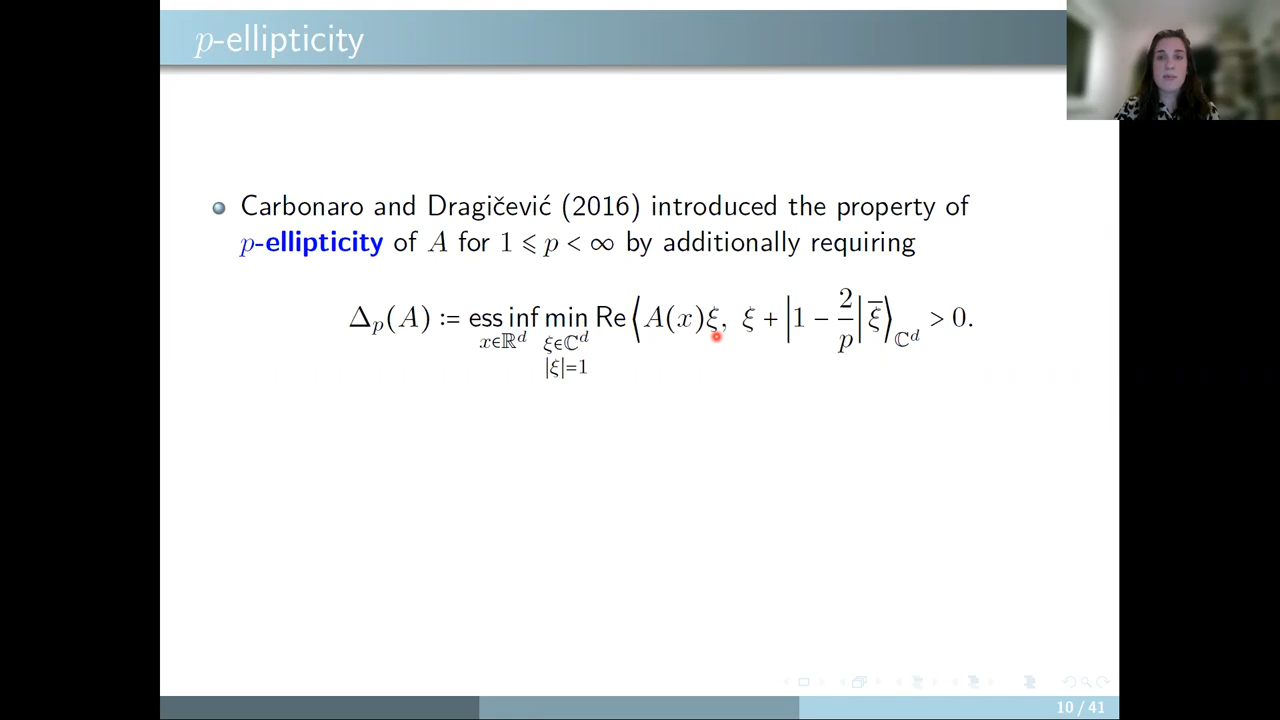 p-ellipticity
Carbonaro and Dragičević (2016) introduced the property of
p-ellipticity of A for 1 ⩽ p < ∞ by additionally requiring
Δ_p(A) := ess inf_{x∈ℝ^d} min_{ξ∈ℂ^d, |ξ|=1} Re ⟨A(x)ξ, ξ + |1 − 2/p| ξ̅⟩_{ℂ^d} > 0.
10 / 41